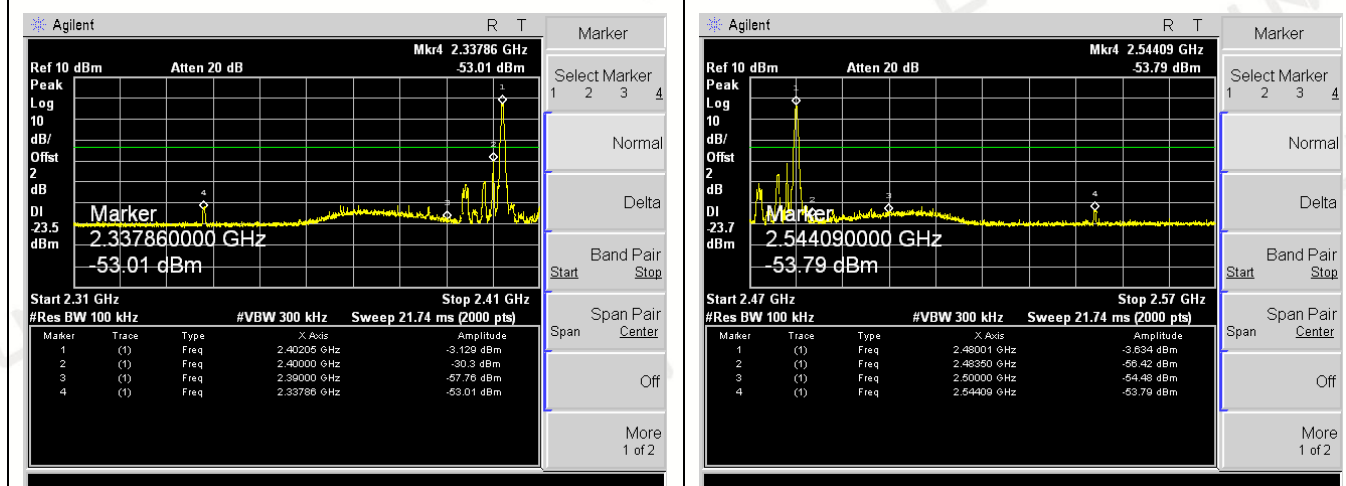 Agilent R T
Mkr4 2.33786 GHz
Ref 10 dBm Atten 20 dB -53.01 dBm
Peak
Log
10
dB/
Offst
2
dB
DI
-23.5
dBm
1
2
3
4
Marker
2.337860000 GHz
-53.01 dBm
Start 2.31 GHz Stop 2.41 GHz
#Res BW 100 kHz #VBW 300 kHz Sweep 21.74 ms (2000 pts)
Marker Trace Type X Axis Amplitude
1 (1) Freq 2.40205 GHz -3.129 dBm
2 (1) Freq 2.40000 GHz -30.3 dBm
3 (1) Freq 2.39000 GHz -57.76 dBm
4 (1) Freq 2.33786 GHz -53.01 dBm
Marker
Select Marker
1 2 3 4
Normal
Delta
Band Pair
Start Stop
Span Pair
Span Center
Off
More
1 of 2
Agilent R T
Mkr4 2.54409 GHz
Ref 10 dBm Atten 20 dB -53.79 dBm
Peak
Log
10
dB/
Offst
2
dB
DI
-23.7
dBm
1
2
3
4
Marker
2.544090000 GHz
-53.79 dBm
Start 2.47 GHz Stop 2.57 GHz
#Res BW 100 kHz #VBW 300 kHz Sweep 21.74 ms (2000 pts)
Marker Trace Type X Axis Amplitude
1 (1) Freq 2.48001 GHz -3.634 dBm
2 (1) Freq 2.48350 GHz -56.42 dBm
3 (1) Freq 2.50000 GHz -54.48 dBm
4 (1) Freq 2.54409 GHz -53.79 dBm
Marker
Select Marker
1 2 3 4
Normal
Delta
Band Pair
Start Stop
Span Pair
Span Center
Off
More
1 of 2